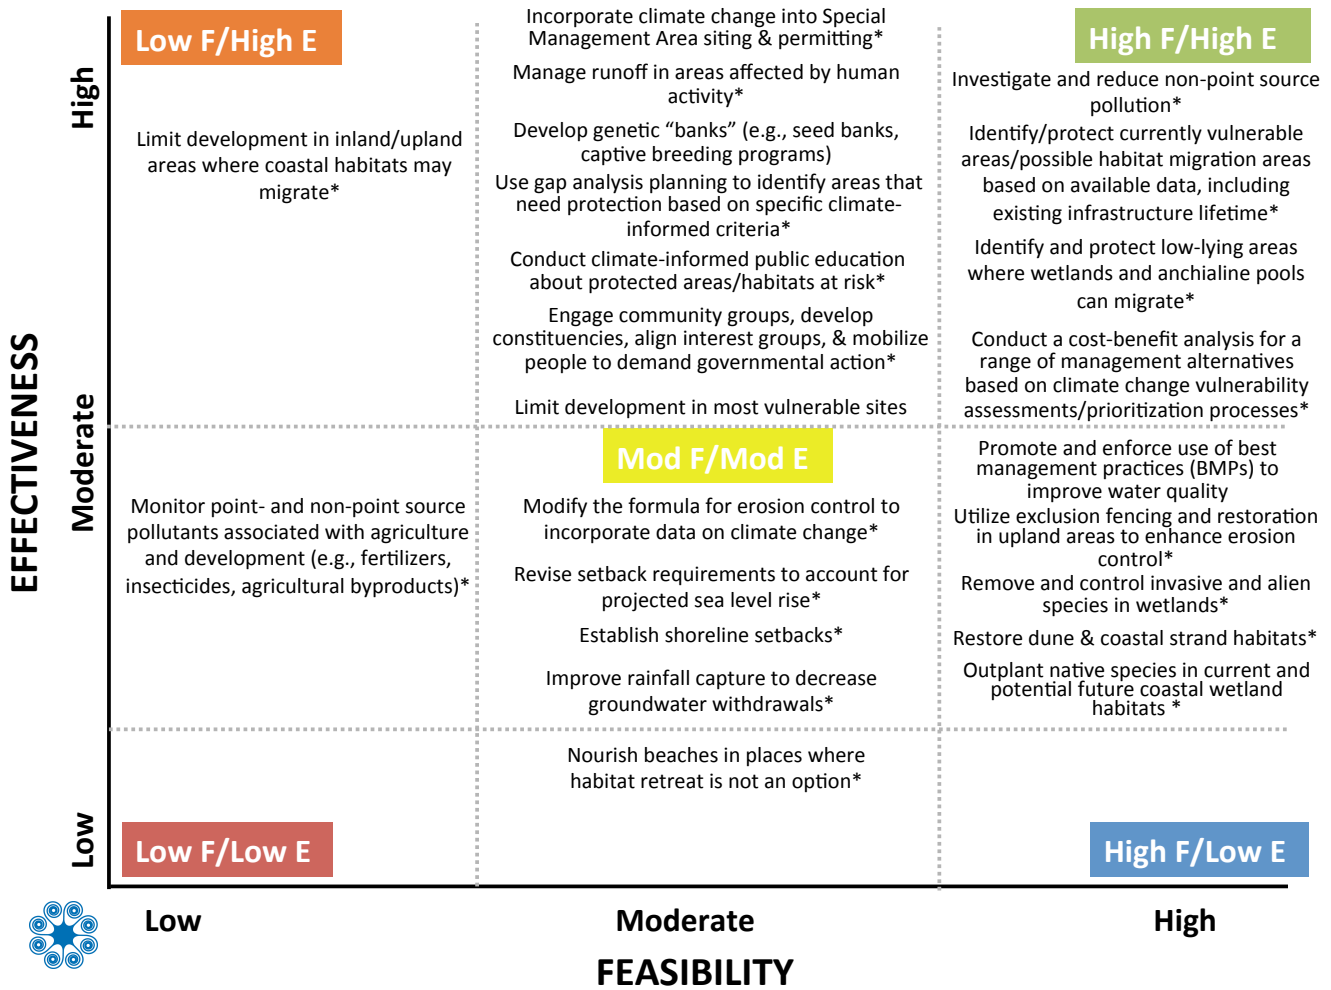 Low F/High E
High F/High E
Mod F/Mod E
Low F/Low E
High F/Low E
EFFECTIVENESS
High
Moderate
Low
Limit development in inland/upland
areas where coastal habitats may
migrate*
Incorporate climate change into Special
Management Area siting & permitting*
Manage runoff in areas affected by human
activity*
Develop genetic “banks” (e.g., seed banks,
captive breeding programs)
Use gap analysis planning to identify areas that
need protection based on specific climate-
informed criteria*
Conduct climate-informed public education
about protected areas/habitats at risk*
Engage community groups, develop
constituencies, align interest groups, & mobilize
people to demand governmental action*
Limit development in most vulnerable sites
Investigate and reduce non-point source
pollution*
Identify/protect currently vulnerable
areas/possible habitat migration areas
based on available data, including
existing infrastructure lifetime*
Identify and protect low-lying areas
where wetlands and anchialine pools
can migrate*
Conduct a cost-benefit analysis for a
range of management alternatives
based on climate change vulnerability
assessments/prioritization processes*
Monitor point- and non-point source
pollutants associated with agriculture
and development (e.g., fertilizers,
insecticides, agricultural byproducts)*
Modify the formula for erosion control to
incorporate data on climate change*
Revise setback requirements to account for
projected sea level rise*
Establish shoreline setbacks*
Improve rainfall capture to decrease
groundwater withdrawals*
Promote and enforce use of best
management practices (BMPs) to
improve water quality
Utilize exclusion fencing and restoration
in upland areas to enhance erosion
control*
Remove and control invasive and alien
species in wetlands*
Restore dune & coastal strand habitats*
Outplant native species in current and
potential future coastal wetland
habitats *
Nourish beaches in places where
habitat retreat is not an option*
Low
Moderate
High
FEASIBILITY